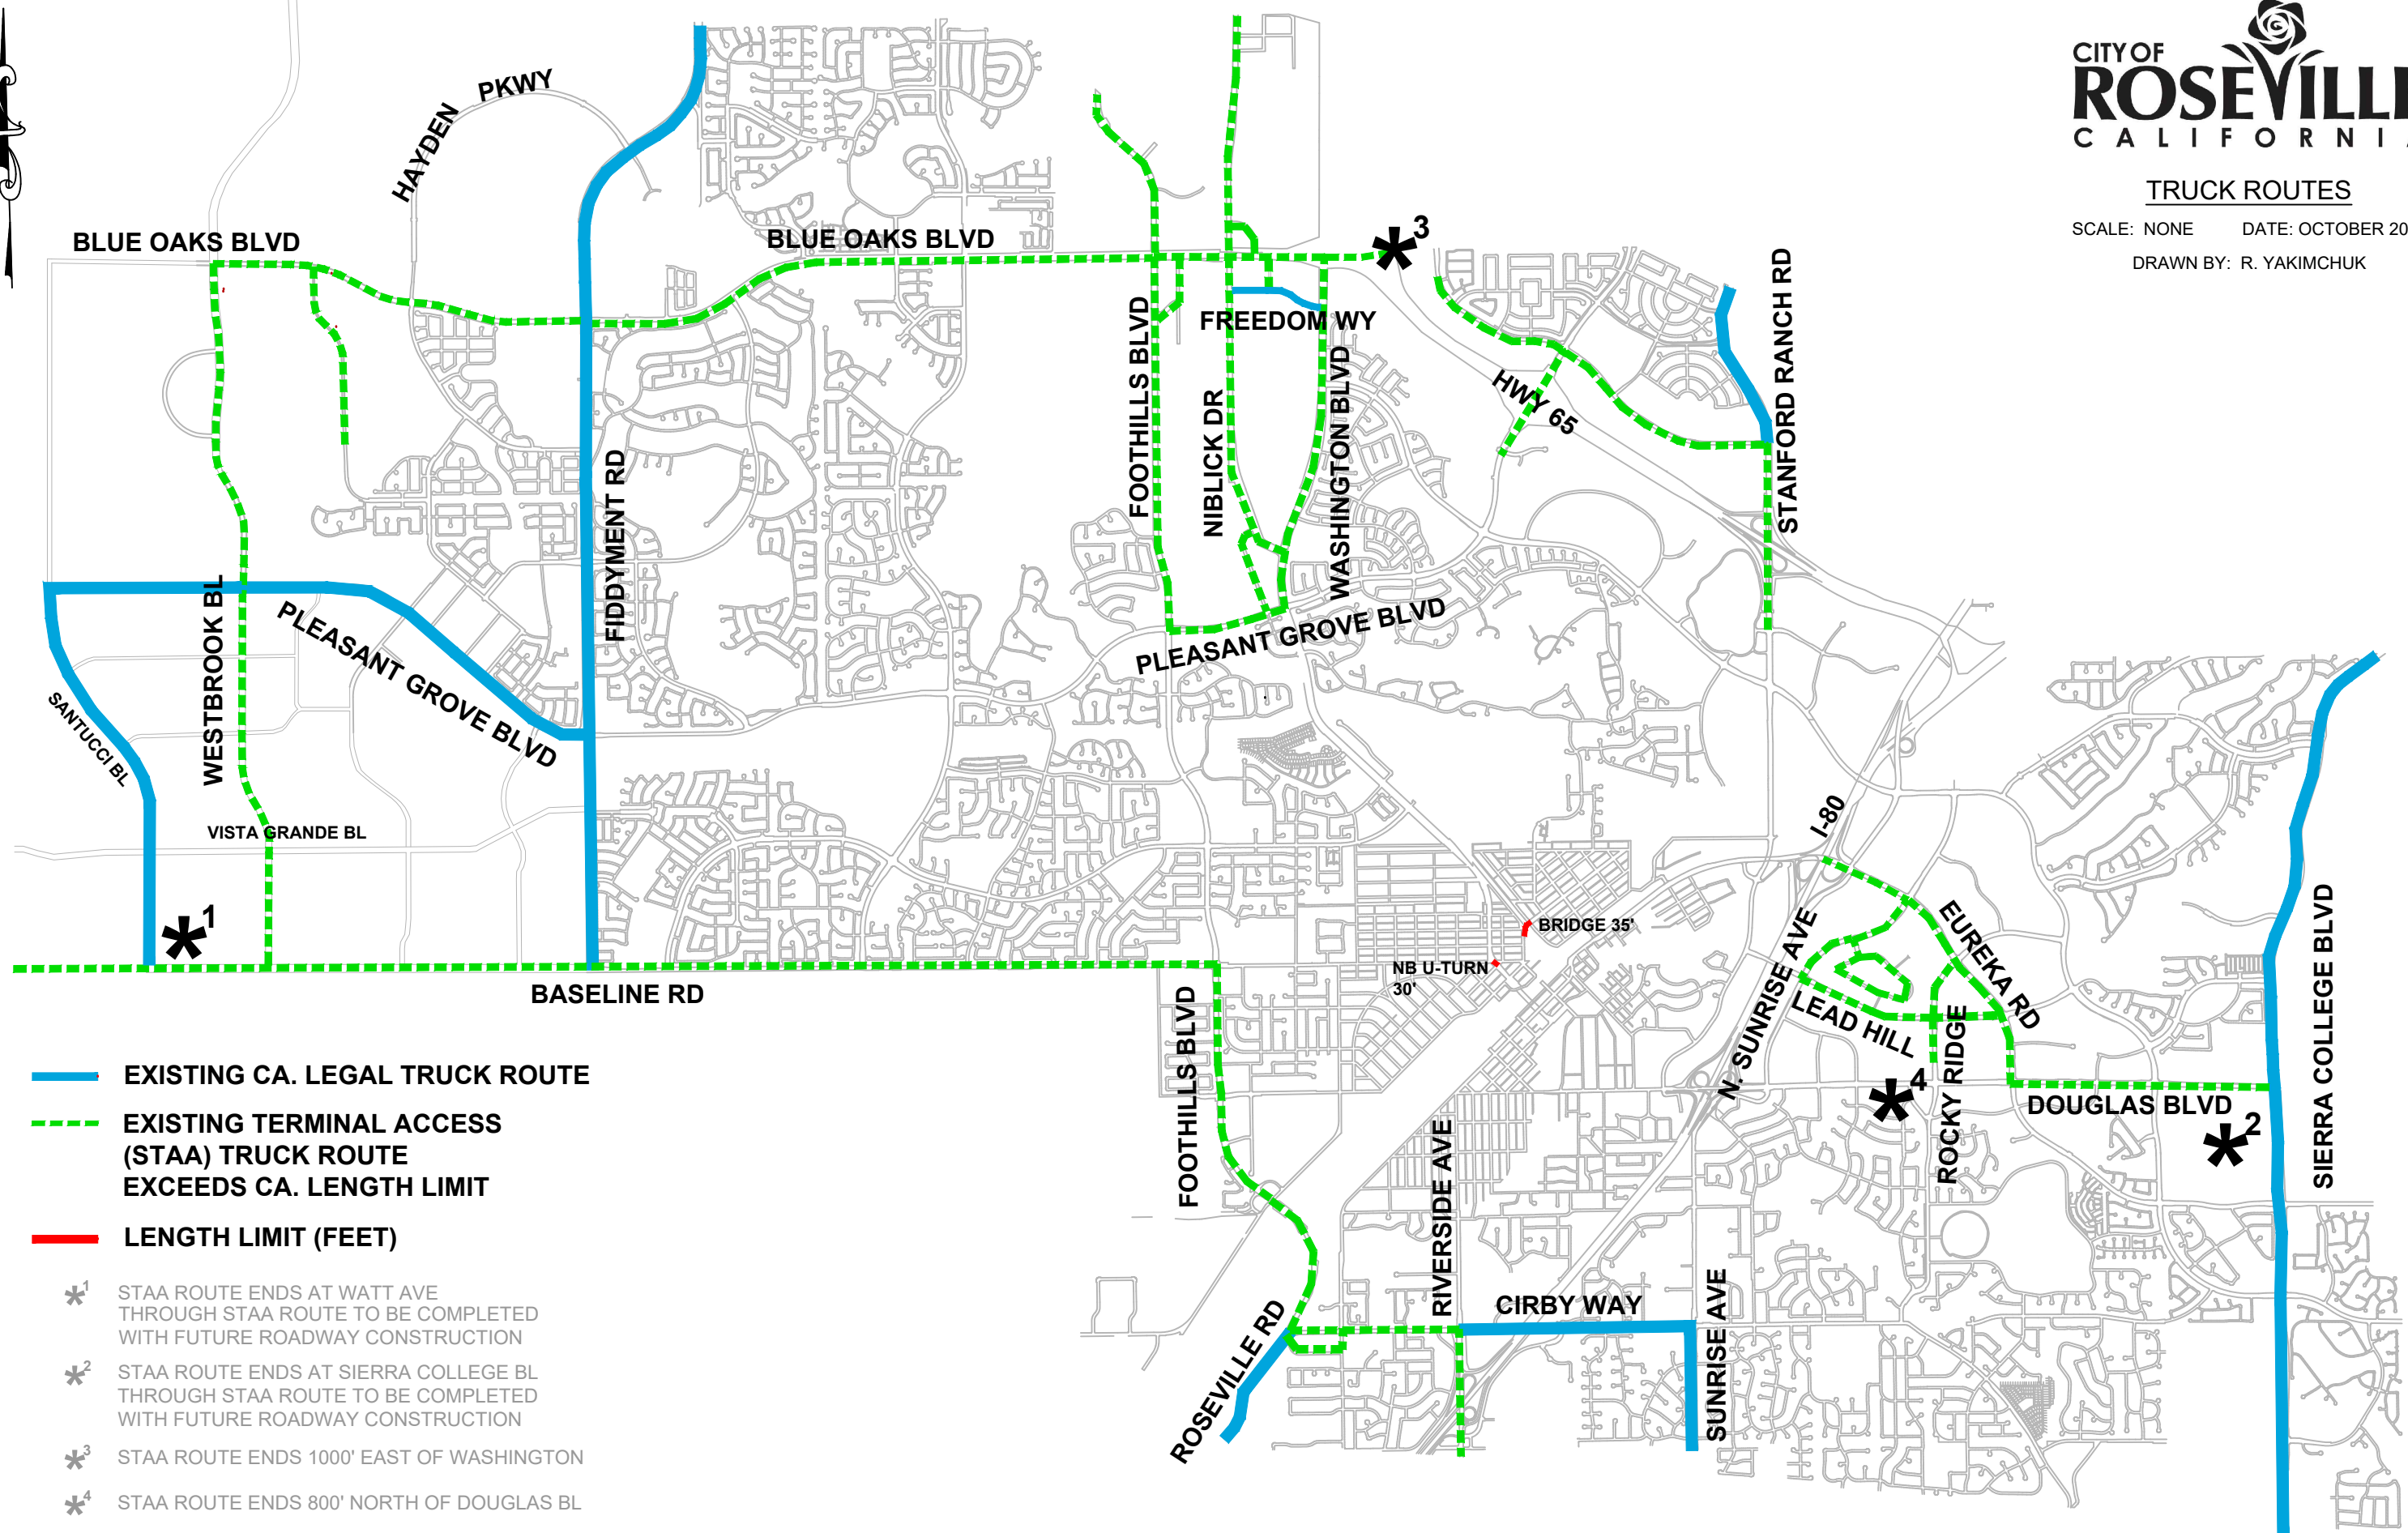 CITY OF
ROSEVILLE
CALIFORNIA
TRUCK ROUTES
SCALE: NONE DATE: OCTOBER 20
DRAWN BY: R. YAKIMCHUK
HAYDEN PKWY
BLUE OAKS BLVD
BLUE OAKS BLVD
*3
FREEDOM WY
FOOTHILLS BLVD
NIBLICK DR
WASHINGTON BLVD
HWY 65
STANFORD RANCH RD
FIDDYMENT RD
WESTBROOK BL
PLEASANT GROVE BLVD
PLEASANT GROVE BLVD
SANTUCCI BL
VISTA GRANDE BL
*1
BASELINE RD
I-80
BRIDGE 35'
NB U-TURN
30'
N. SUNRISE AVE
EUREKA RD
LEAD HILL
ROCKY RIDGE
*4
DOUGLAS BLVD
*2
SIERRA COLLEGE BLVD
FOOTHILLS BLVD
RIVERSIDE AVE
CIRBY WAY
SUNRISE AVE
ROSEVILLE RD
EXISTING CA. LEGAL TRUCK ROUTE
EXISTING TERMINAL ACCESS
(STAA) TRUCK ROUTE
EXCEEDS CA. LENGTH LIMIT
LENGTH LIMIT (FEET)
*1 STAA ROUTE ENDS AT WATT AVE
THROUGH STAA ROUTE TO BE COMPLETED
WITH FUTURE ROADWAY CONSTRUCTION
*2 STAA ROUTE ENDS AT SIERRA COLLEGE BL
THROUGH STAA ROUTE TO BE COMPLETED
WITH FUTURE ROADWAY CONSTRUCTION
*3 STAA ROUTE ENDS 1000' EAST OF WASHINGTON
*4 STAA ROUTE ENDS 800' NORTH OF DOUGLAS BL